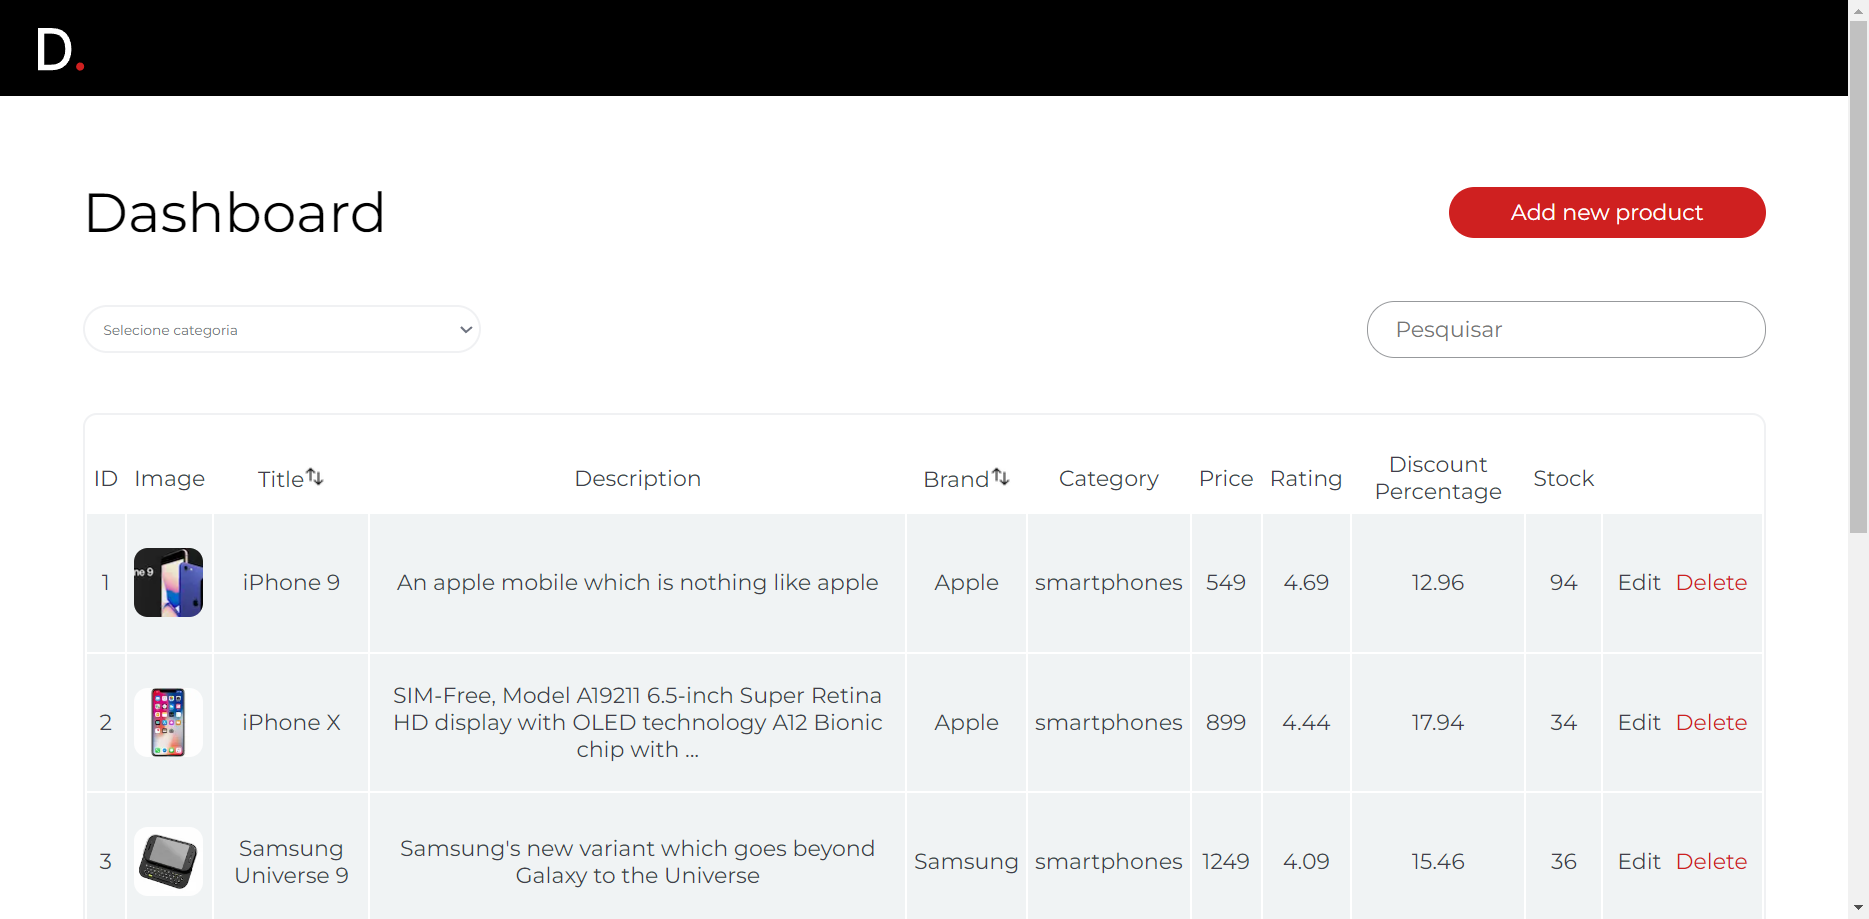 D.
Dashboard
Add new product
Selecione categoria
Pesquisar
ID Image Title Description Brand Category Price Rating Discount Percentage Stock
1 ne 9 iPhone 9 An apple mobile which is nothing like apple Apple smartphones 549 4.69 12.96 94 Edit Delete
2 iPhone X SIM-Free, Model A19211 6.5-inch Super Retina
HD display with OLED technology A12 Bionic
chip with ... Apple smartphones 899 4.44 17.94 34 Edit Delete
3 Samsung
Universe 9 Samsung's new variant which goes beyond
Galaxy to the Universe Samsung smartphones 1249 4.09 15.46 36 Edit Delete